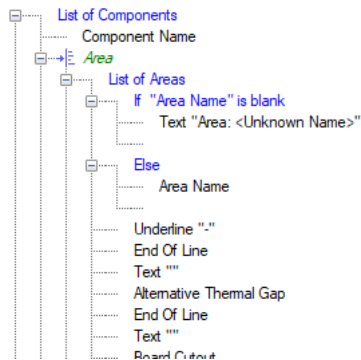 List of Components
Component Name
Area
List of Areas
If "Area Name" is blank
Text "Area: <Unknown Name>"
Else
Area Name
Underline "-"
End Of Line
Text ""
Alternative Thermal Gap
End Of Line
Text ""
Board Cutout